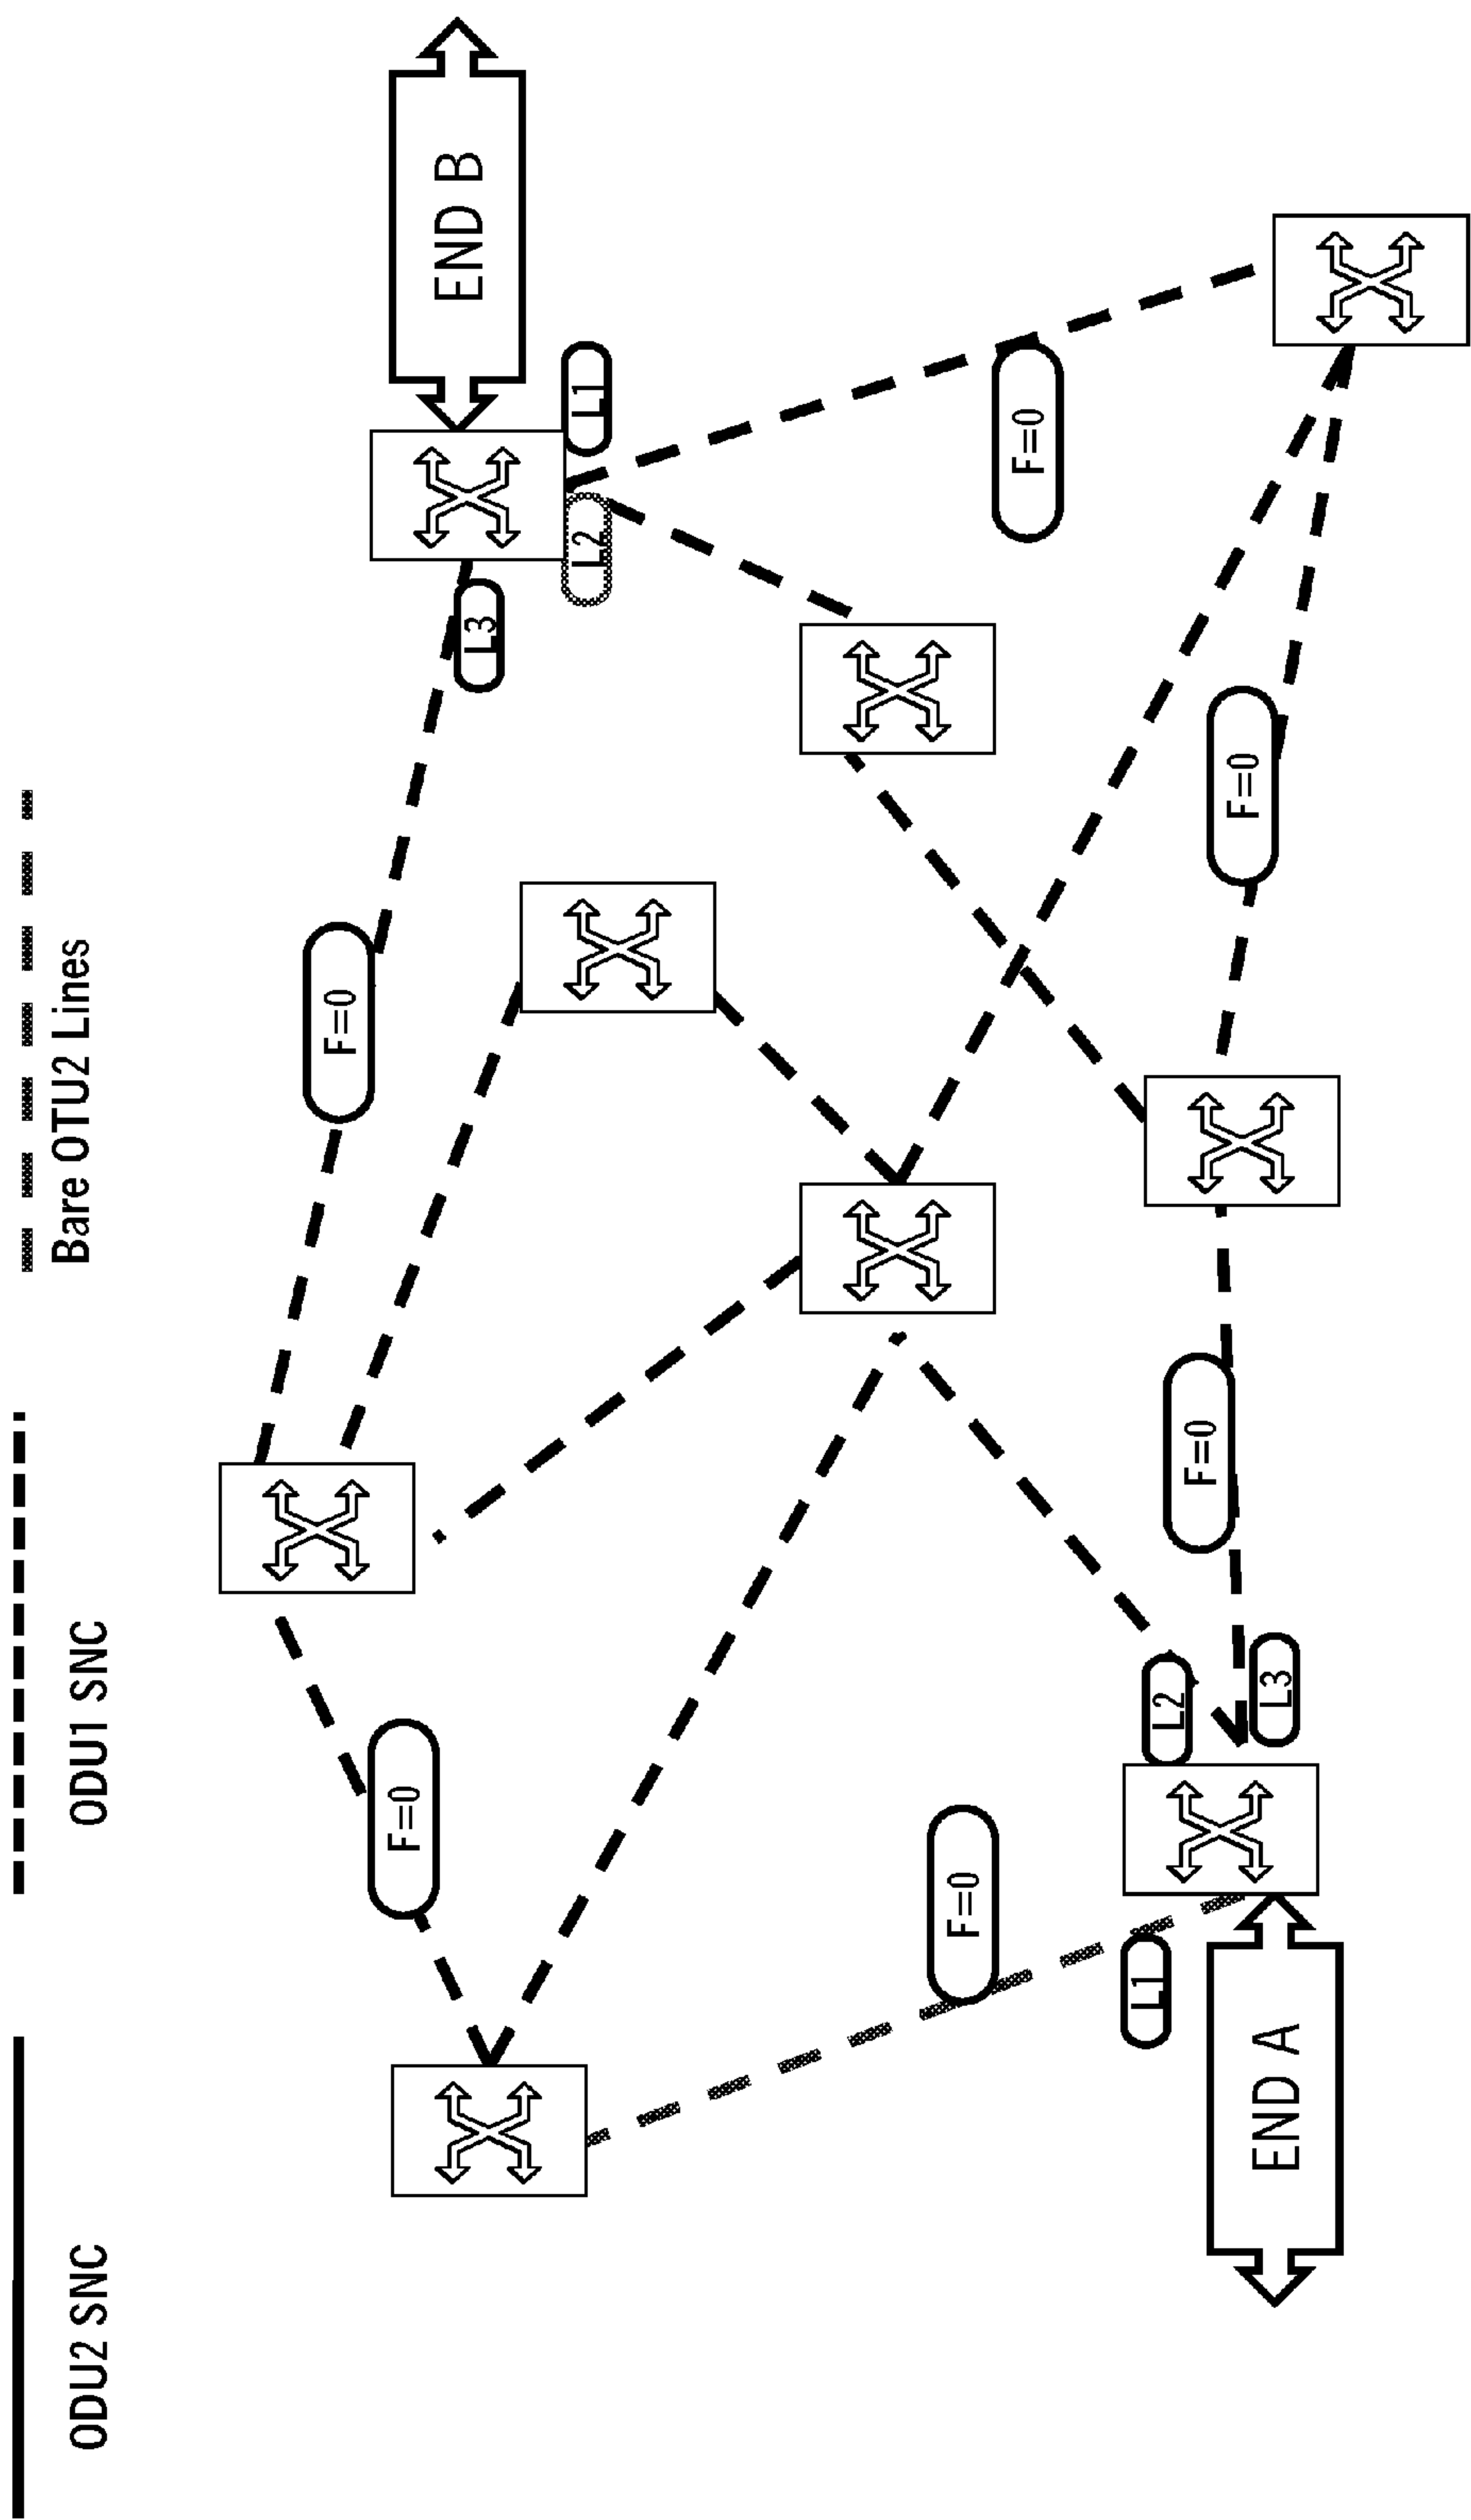 ODU2 SNC
ODU1 SNC
Bare OTU2 Lines
F=0
F=0
END B
L3
L2
L1
F=0
F=0
L1
L2
F=0
F=0
END A
L3